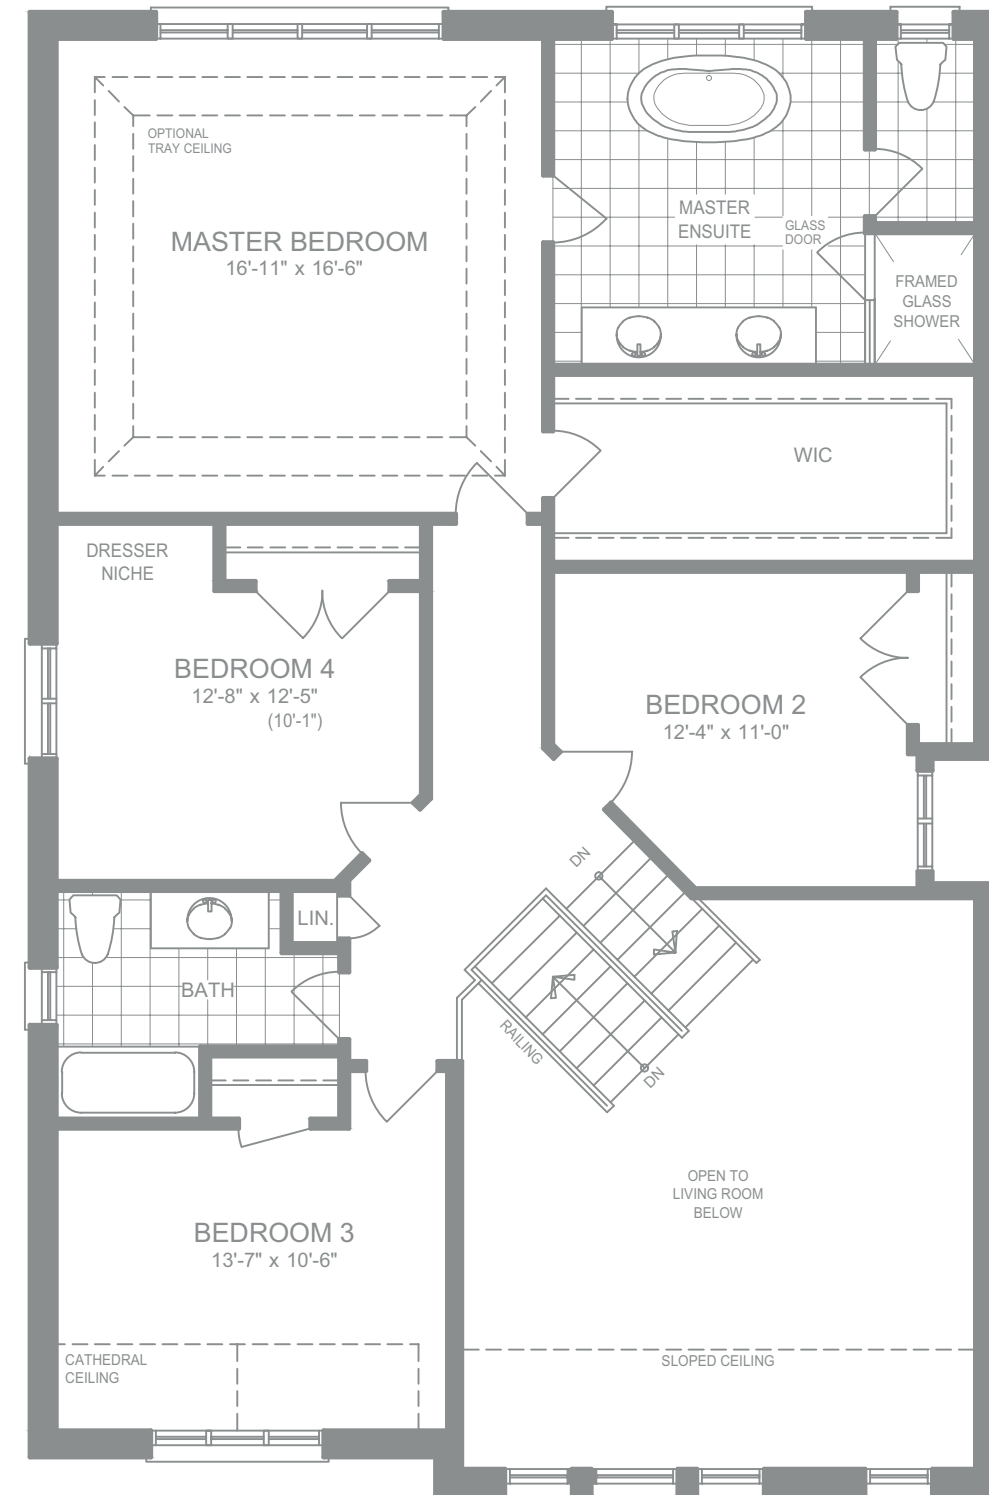 OPTIONAL
TRAY CEILING
MASTER BEDROOM
16'-11" x 16'-6"
MASTER
ENSUITE
GLASS
DOOR
FRAMED
GLASS
SHOWER
WIC
DRESSER
NICHE
BEDROOM 4
12'-8" x 12'-5"
(10'-1")
BEDROOM 2
12'-4" x 11'-0"
DN
LIN.
BATH
RAILING
DN
OPEN TO
LIVING ROOM
BELOW
BEDROOM 3
13'-7" x 10'-6"
CATHEDRAL
CEILING
SLOPED CEILING